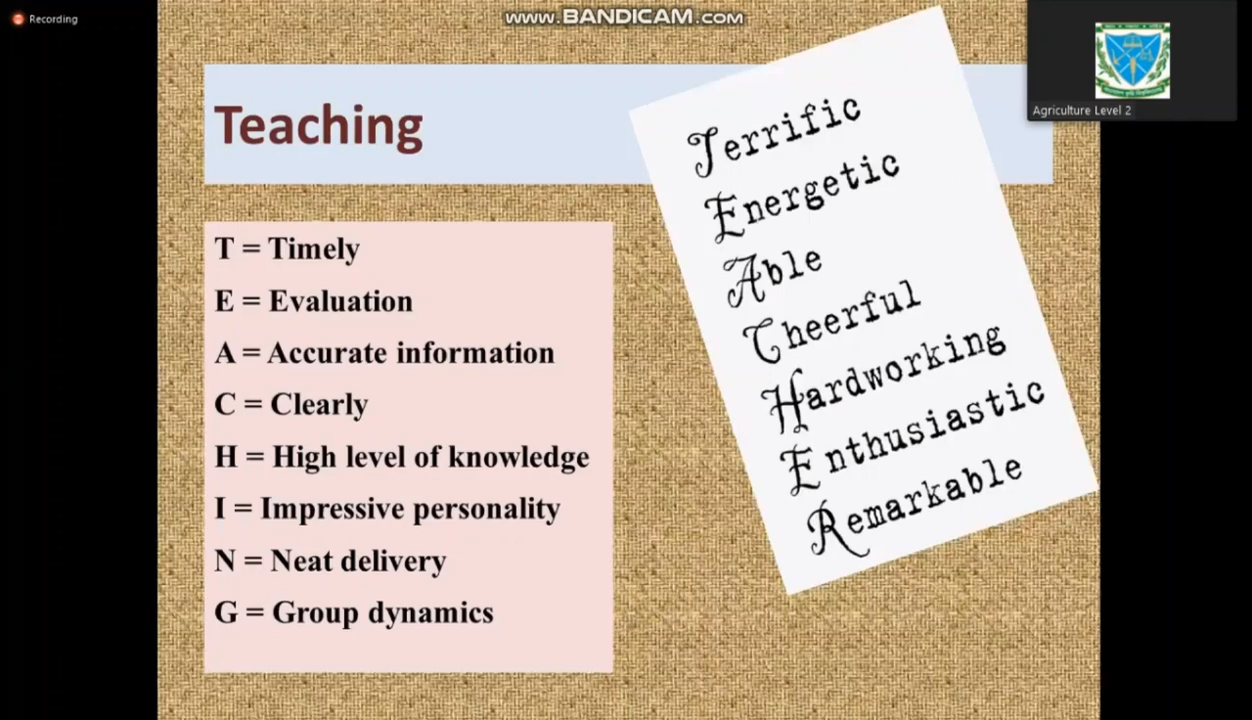 Recording
www.BANDICAM.com
Agriculture Level 2
Teaching
T = Timely
E = Evaluation
A = Accurate information
C = Clearly
H = High level of knowledge
I = Impressive personality
N = Neat delivery
G = Group dynamics
Terrific
Energetic
Able
Cheerful
Hardworking
Enthusiastic
Remarkable